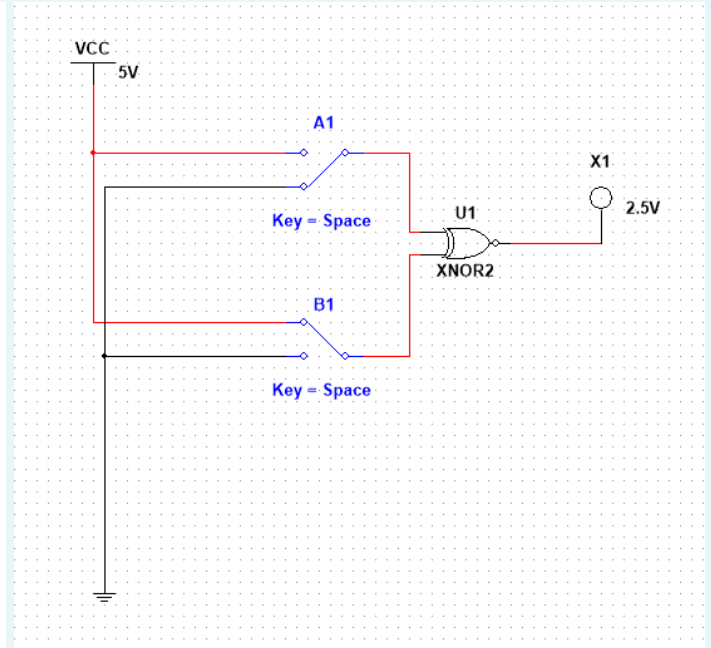 VCC
5V
A1
X1
Key = Space
U1
2.5V
XNOR2
B1
Key = Space